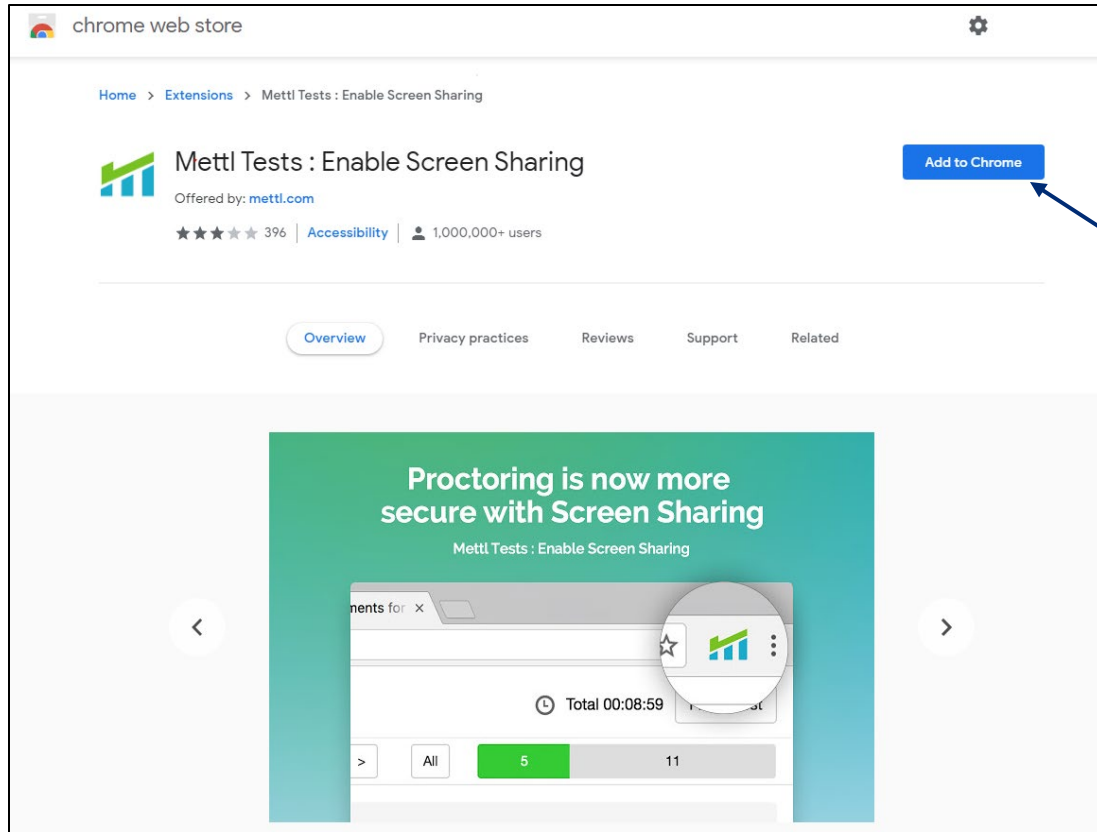 chrome web store
Home > Extensions > Mettl Tests : Enable Screen Sharing
Mettl Tests : Enable Screen Sharing
Add to Chrome
Offered by: mettl.com
396 | Accessibility | 1,000,000+ users
Overview Privacy practices Reviews Support Related
Proctoring is now more
secure with Screen Sharing
Mettl Tests : Enable Screen Sharing
for ×
Total 00:08:59
> All 5 11